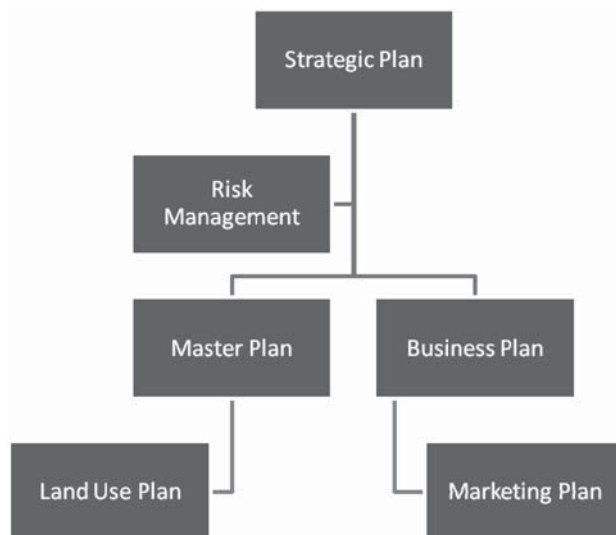 Strategic Plan
Risk
Management
Master Plan
Business Plan
Land Use Plan
Marketing Plan